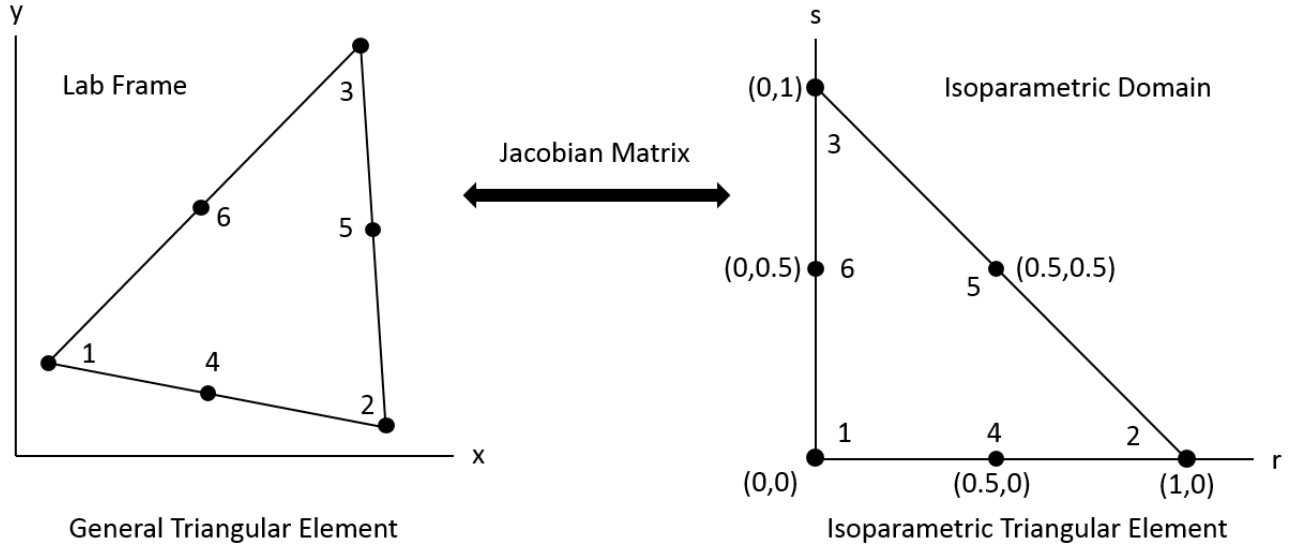 y
Lab Frame
3
6
5
1
4
2
x
General Triangular Element
Jacobian Matrix
s
(0,1)
Isoparametric Domain
3
(0,0.5)
6
5
(0.5,0.5)
1
4
2
r
(0,0)
(0.5,0)
(1,0)
Isoparametric Triangular Element